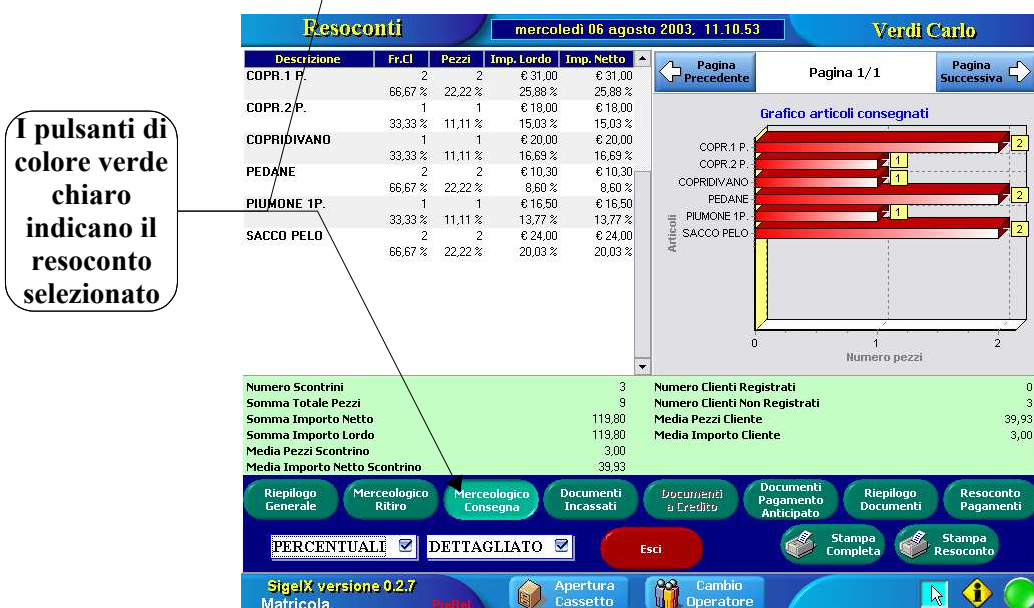 Resoconti
mercoledì 06 agosto 2003, 11.10.53
Verdi Carlo
Descrizione Fr.Cl Pezzi Imp. Lordo Imp. Netto
COPR.1 P. 2 2 € 31,00 € 31,00
66,67 % 22,22 % 25,88 % 25,88 %
COPR.2 P. 1 1 € 18,00 € 18,00
33,33 % 11,11 % 15,03 % 15,03 %
COPRIDIVANO 1 1 € 20,00 € 20,00
33,33 % 11,11 % 16,69 % 16,69 %
PEDANE 2 2 € 10,30 € 10,30
66,67 % 22,22 % 8,60 % 8,60 %
PIUMONE 1P. 1 1 € 16,50 € 16,50
33,33 % 11,11 % 13,77 % 13,77 %
SACCO PELO 2 2 € 24,00 € 24,00
66,67 % 22,22 % 20,03 % 20,03 %
Pagina
Precedente
Pagina 1/1
Pagina
Successiva
Grafico articoli consegnati
COPR.1 P. 2
COPR.2 P. 1
COPRIDIVANO 1
PEDANE 2
PIUMONE 1P. 1
SACCO PELO 2
Articoli
0 1 2
Numero pezzi
I pulsanti di
colore verde
chiaro
indicano il
resoconto
selezionato
Numero Scontrini 3
Somma Totale Pezzi 9
Somma Importo Netto 119,80
Somma Importo Lordo 119,80
Media Pezzi Scontrino 3,00
Media Importo Netto Scontrino 39,93
Numero Clienti Registrati 0
Numero Clienti Non Registrati 3
Media Pezzi Cliente 39,93
Media Importo Cliente 3,00
Riepilogo
Generale
Merceologico
Ritiro
Merceologico
Consegna
Documenti
Incassati
Documenti
a Credito
Documenti
Pagamento
Anticipato
Riepilogo
Documenti
Resoconto
Pagamenti
PERCENTUALI
DETTAGLIATO
Esci
Stampa
Completa
Stampa
Resoconto
SigelX versione 0.2.7
Matricola
Apertura
Cassetto
Cambio
Operatore